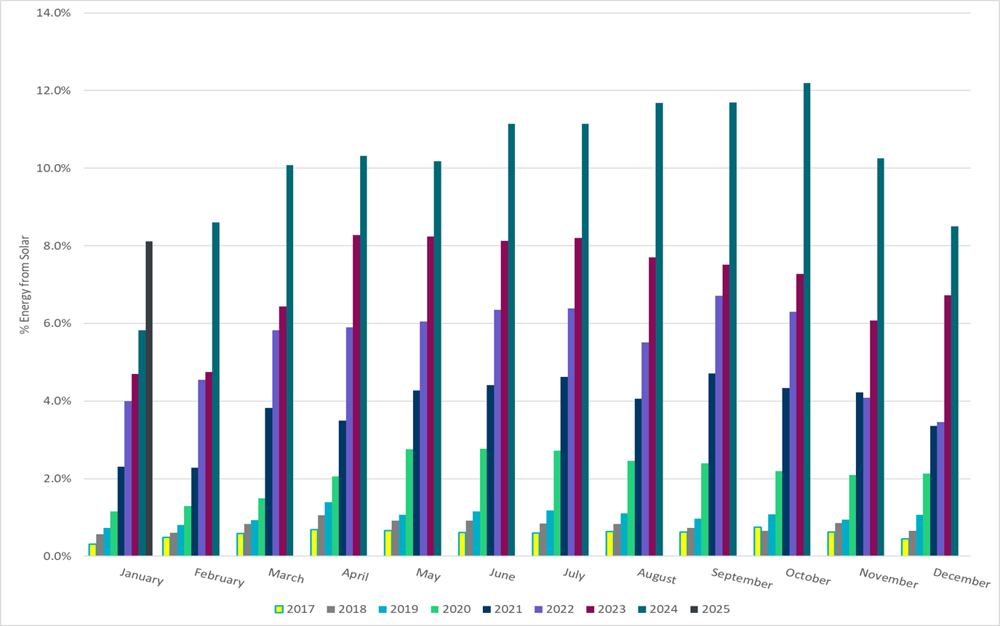 14.0%
12.0%
10.0%
8.0%
6.0%
4.0%
2.0%
0.0%
% Energy from Solar
January February March April May June July August September October November December
2017 2018 2019 2020 2021 2022 2023 2024 2025